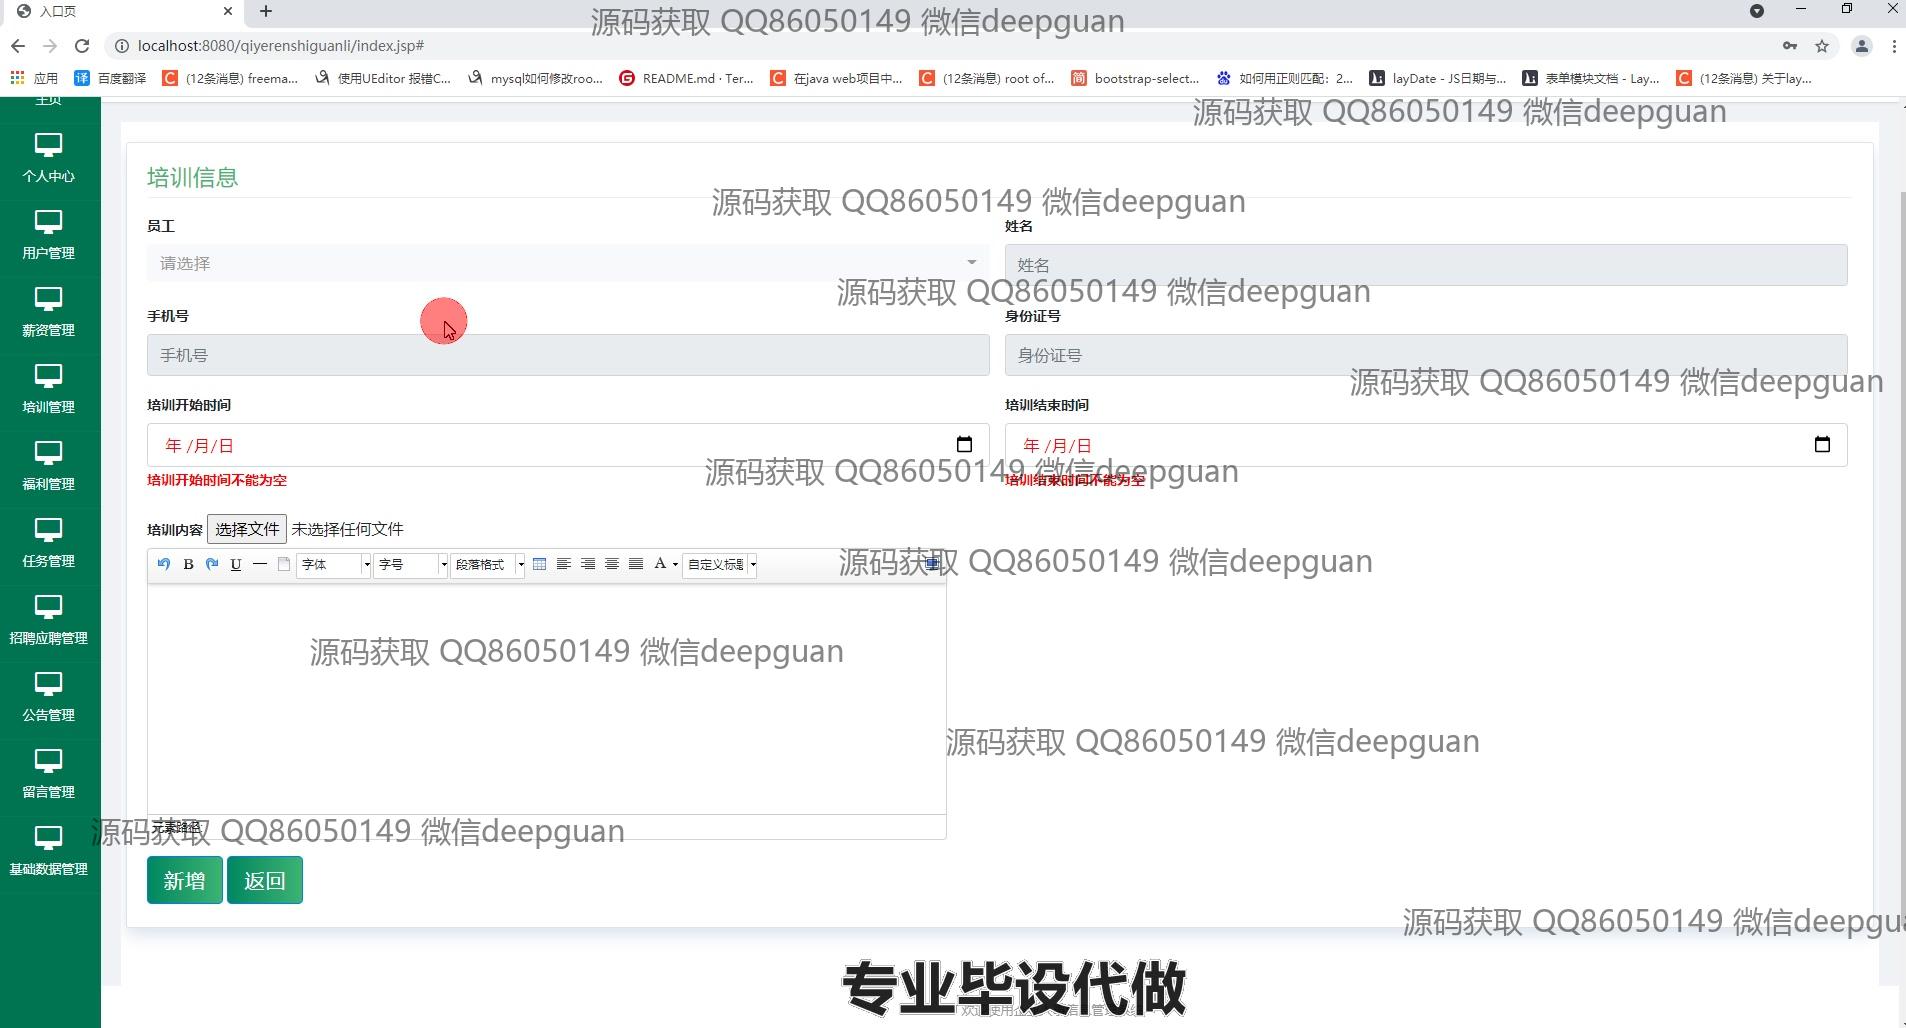 入口页
源码获取 QQ86050149 微信deepguan
localhost:8080/qiyerenshiguanli/index.jsp#
应用 百度翻译 (12条消息) freema... 使用UEditor 报错C... mysql如何修改roo... README.md · Ter... 在java web项目中... (12条消息) root of... bootstrap-select... 如何用正则匹配：2... layDate - JS日期与... 表单模块文档 - Lay... (12条消息) 关于lay...
主页
源码获取 QQ86050149 微信deepguan
个人中心
用户管理
薪资管理
培训管理
福利管理
任务管理
招聘应聘管理
公告管理
留言管理
基础数据管理
培训信息
源码获取 QQ86050149 微信deepguan
员工 姓名
请选择 姓名
源码获取 QQ86050149 微信deepguan
手机号 身份证号
手机号 身份证号
源码获取 QQ86050149 微信deepguan
培训开始时间 培训结束时间
年 /月/日 年 /月/日
源码获取 QQ86050149 微信deepguan
培训开始时间不能为空 培训结束时间不能为空
培训内容 选择文件 未选择任何文件
B U 字体 字号 段落格式 A 自定义标题
源码获取 QQ86050149 微信deepguan
源码获取 QQ86050149 微信deepguan
源码获取 QQ86050149 微信deepguan
元素路径:
源码获取 QQ86050149 微信deepguan
新增 返回
源码获取 QQ86050149 微信deepgua
专业毕设代做